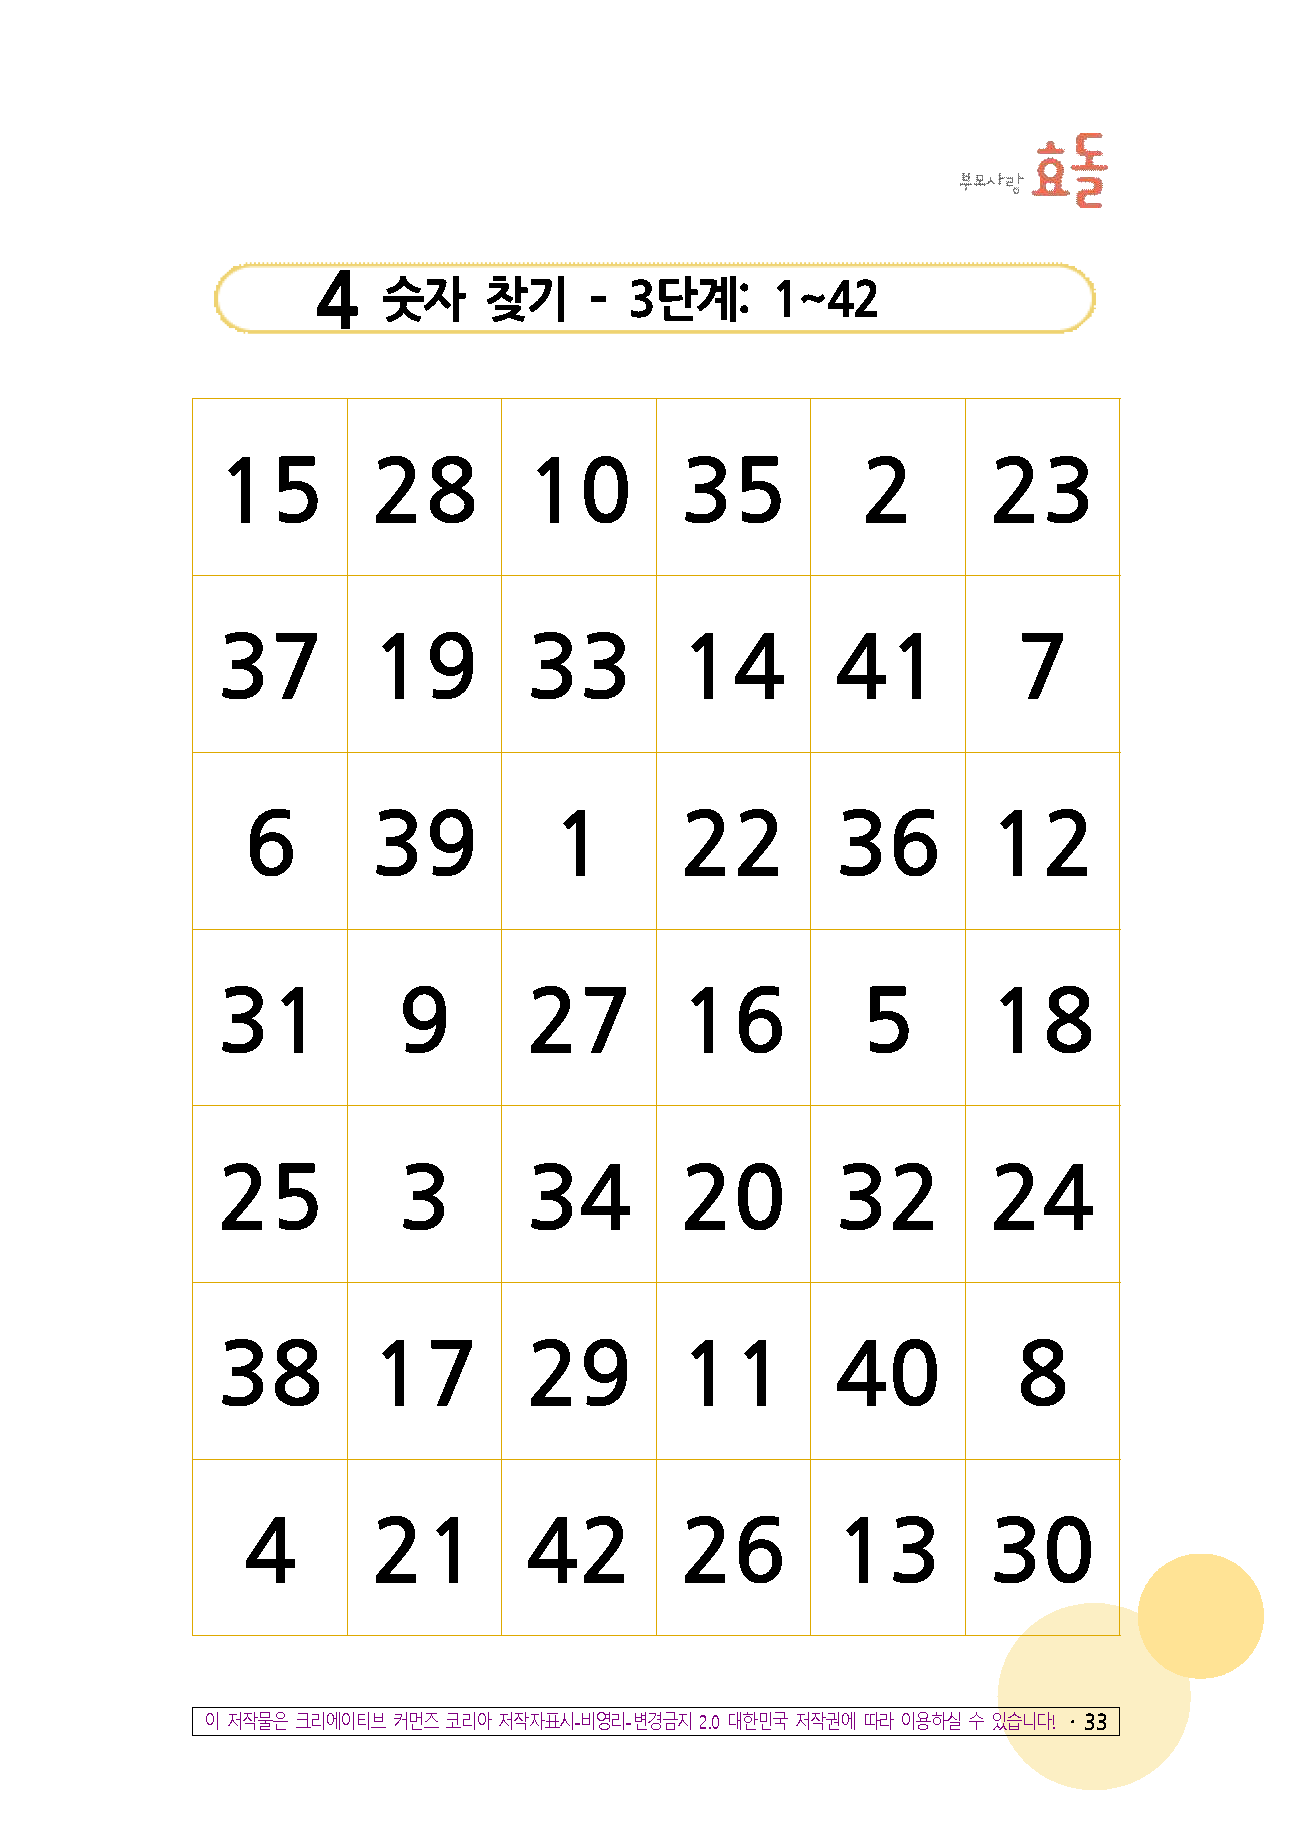 부모사랑 효돌
4 숫자 찾기 - 3단계: 1~42
15 28 10 35 2 23
37 19 33 14 41 7
6 39 1 22 36 12
31 9 27 16 5 18
25 3 34 20 32 24
38 17 29 11 40 8
4 21 42 26 13 30
이 저작물은 크리에이티브 커먼즈 코리아 저작자표시-비영리-변경금지 2.0 대한민국 저작권에 따라 이용하실 수 있습니다! · 33